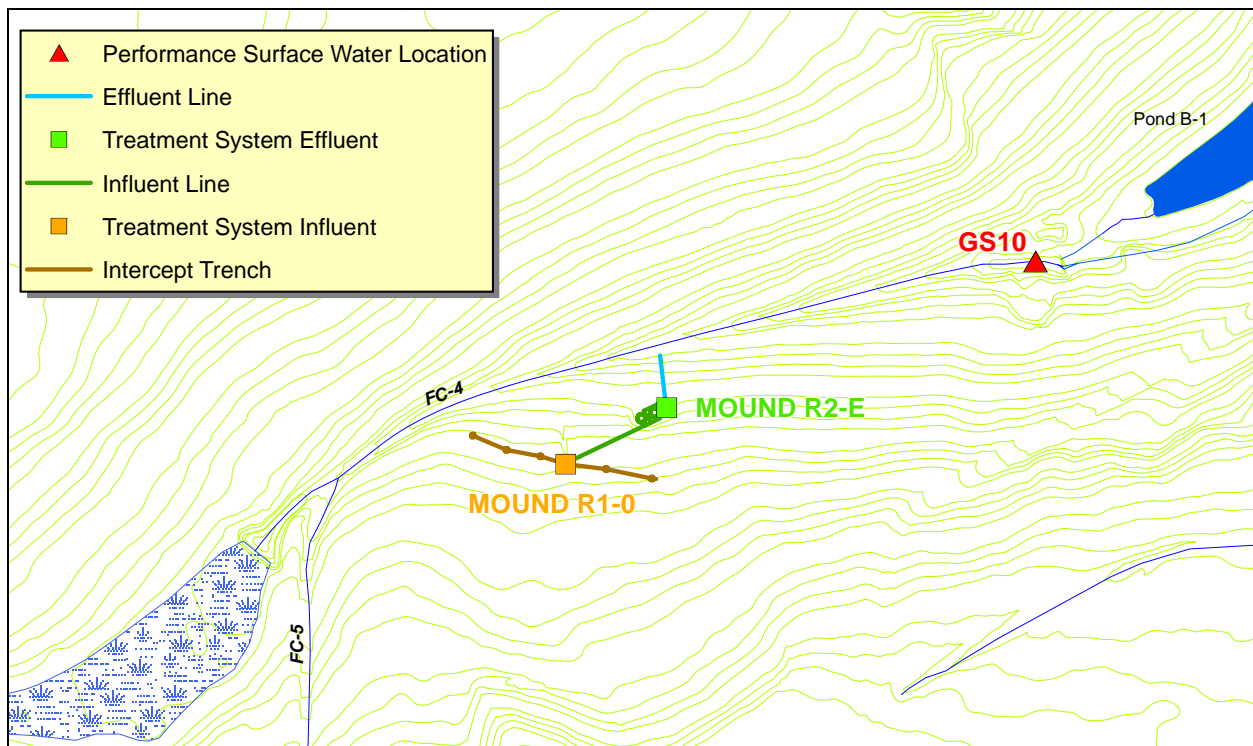 Performance Surface Water Location
Effluent Line
Treatment System Effluent
Influent Line
Treatment System Influent
Intercept Trench
Pond B-1
GS10
FC-4
MOUND R2-E
MOUND R1-0
FC-5